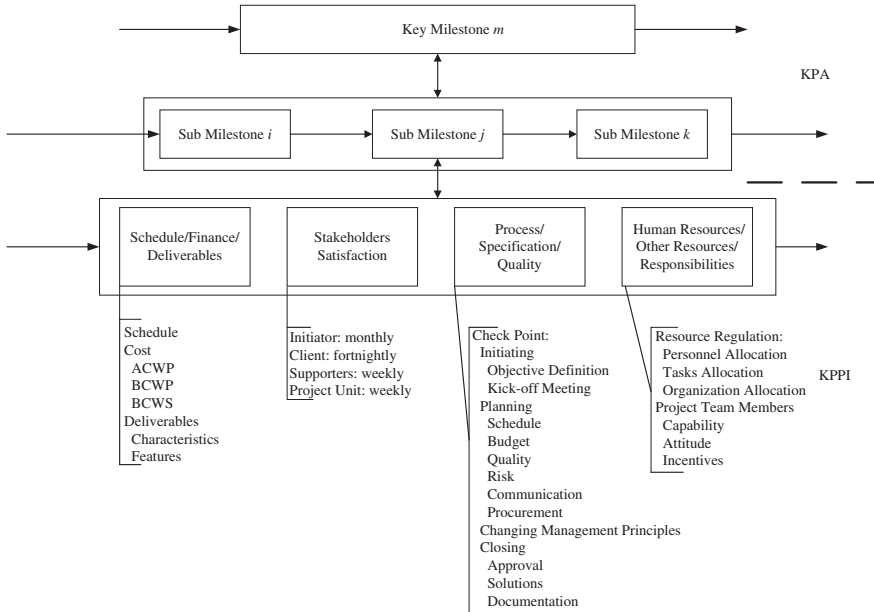 Key Milestone m
KPA
Sub Milestone i
Sub Milestone j
Sub Milestone k
Schedule/Finance/
Deliverables
Stakeholders
Satisfaction
Process/
Specification/
Quality
Human Resources/
Other Resources/
Responsibilities
Schedule
Cost
ACWP
BCWP
BCWS
Deliverables
Characteristics
Features
Initiator: monthly
Client: fortnightly
Supporters: weekly
Project Unit: weekly
Check Point:
Initiating
Objective Definition
Kick-off Meeting
Planning
Schedule
Budget
Quality
Risk
Communication
Procurement
Changing Management Principles
Closing
Approval
Solutions
Documentation
Resource Regulation:
Personnel Allocation
Tasks Allocation
Organization Allocation
Project Team Members
Capability
Attitude
Incentives
KPPI